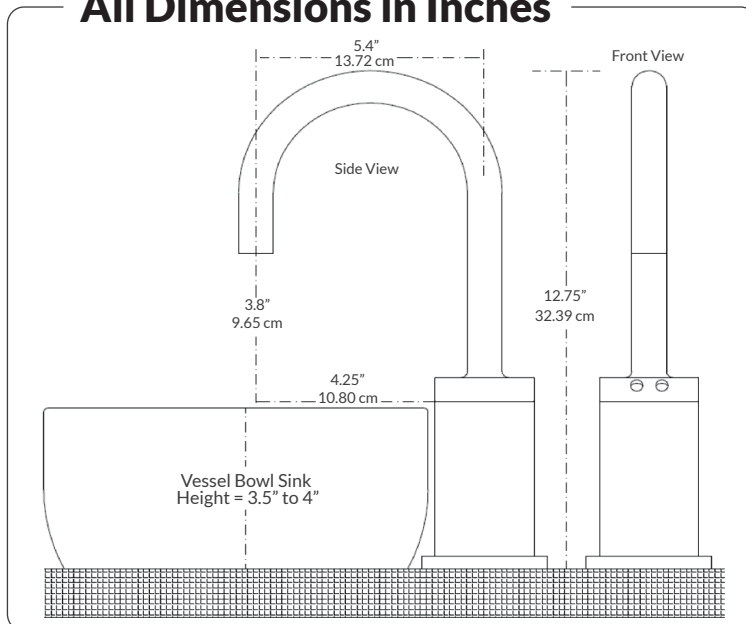 All Dimensions in Inches
5.4”
13.72 cm
Front View
Side View
3.8”
9.65 cm
12.75”
32.39 cm
4.25”
10.80 cm
Vessel Bowl Sink
Height = 3.5” to 4”